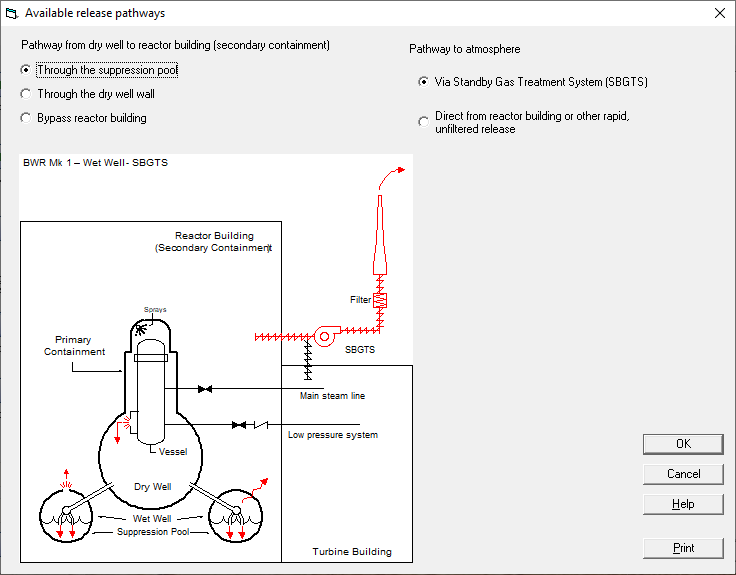 Available release pathways
Pathway from dry well to reactor building (secondary containment)
Through the suppression pool
Through the dry well wall
Bypass reactor building
Pathway to atmosphere
Via Standby Gas Treatment System (SBGTS)
Direct from reactor building or other rapid,
unfiltered release
BWR Mk 1 – Wet Well - SBGTS
Reactor Building
(Secondary Containment)
Sprays
Filter
Primary
Containment
SBGTS
Main steam line
Low pressure system
Vessel
Dry Well
Wet Well
Suppression Pool
Turbine Building
OK
Cancel
Help
Print